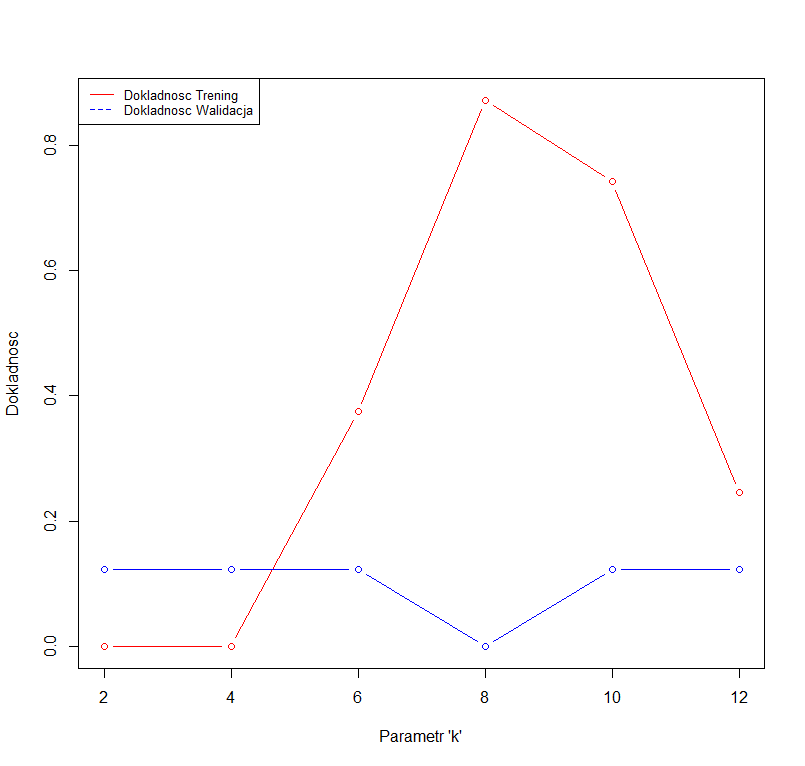 Dokladnosc Trening
Dokladnosc Walidacja
Dokladnosc
0.0 0.2 0.4 0.6 0.8
2 4 6 8 10 12
Parametr 'k'